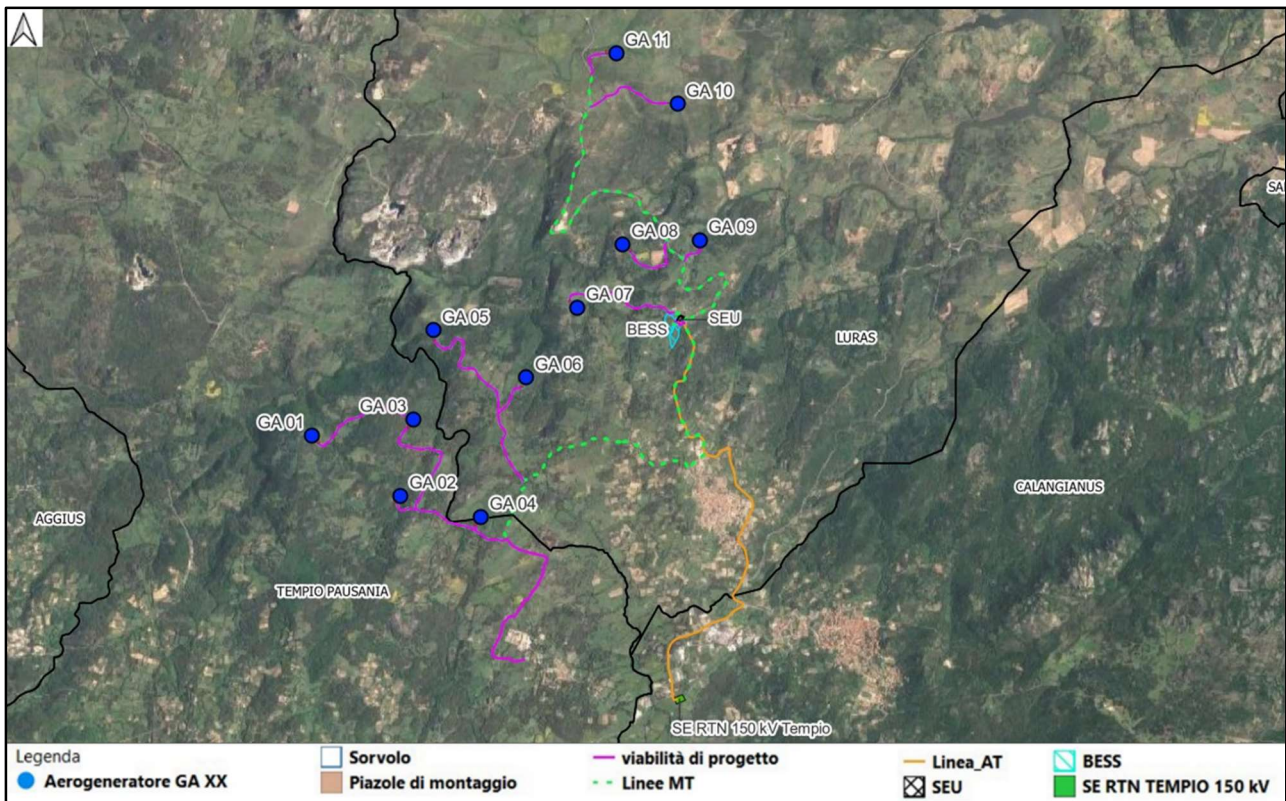 GA 11
GA 10
GA 08
GA 09
GA 07
SEU
BESS
GA 05
LURAS
GA 06
GA 03
GA 01
GA 02
GA 04
CALANGIANUS
AGGIUS
TEMPIO PAUSANIA
SA
SE RTN 150 kV Tempio
Legenda
Aerogeneratore GA XX
Sorvolo
Piazole di montaggio
viabilità di progetto
Linee MT
Linea_AT
SEU
BESS
SE RTN TEMPIO 150 kV